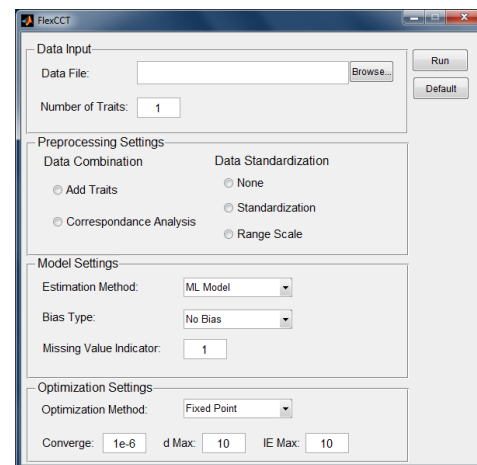 FlexCCT
Data Input
Data File:
Browse...
Number of Traits: 1
Run
Default
Preprocessing Settings
Data Combination
Add Traits
Correspondance Analysis
Data Standardization
None
Standardization
Range Scale
Model Settings
Estimation Method: ML Model
Bias Type: No Bias
Missing Value Indicator: 1
Optimization Settings
Optimization Method: Fixed Point
Converge: 1e-6 d Max: 10 IE Max: 10